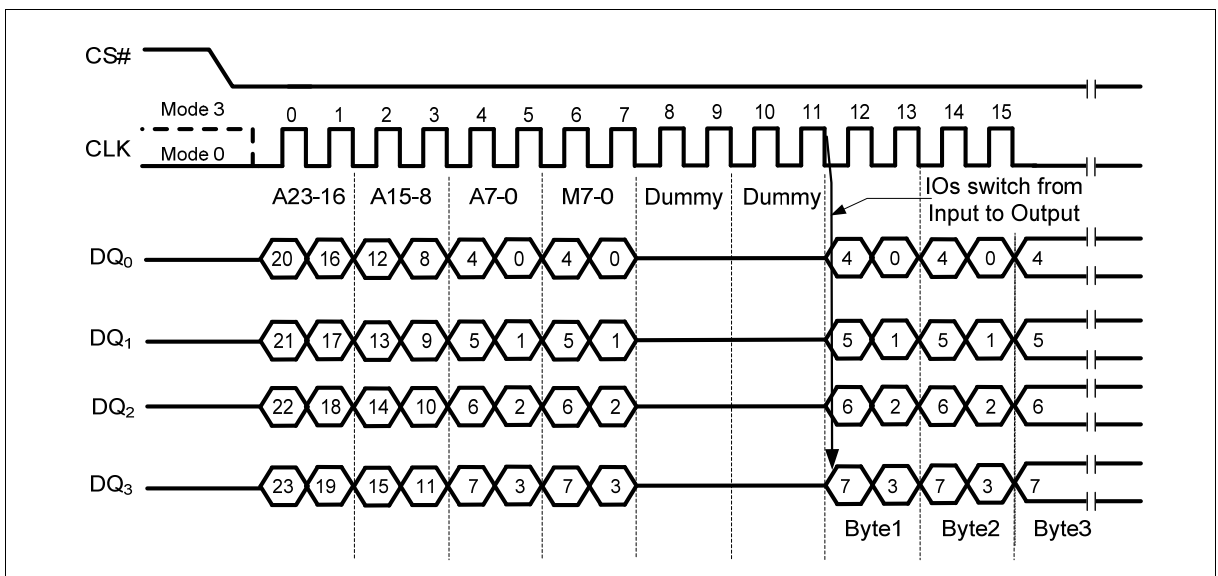 CS#
Mode 3
0 1 2 3 4 5 6 7 8 9 10 11 12 13 14 15
CLK
Mode 0
A23-16 A15-8 A7-0 M7-0 Dummy Dummy
IOs switch from
Input to Output
DQ0 20 16 12 8 4 0 4 0 4 0 4 0 4
DQ1 21 17 13 9 5 1 5 1 5 1 5 1 5
DQ2 22 18 14 10 6 2 6 2 6 2 6 2 6
DQ3 23 19 15 11 7 3 7 3 7 3 7 3 7
Byte1 Byte2 Byte3